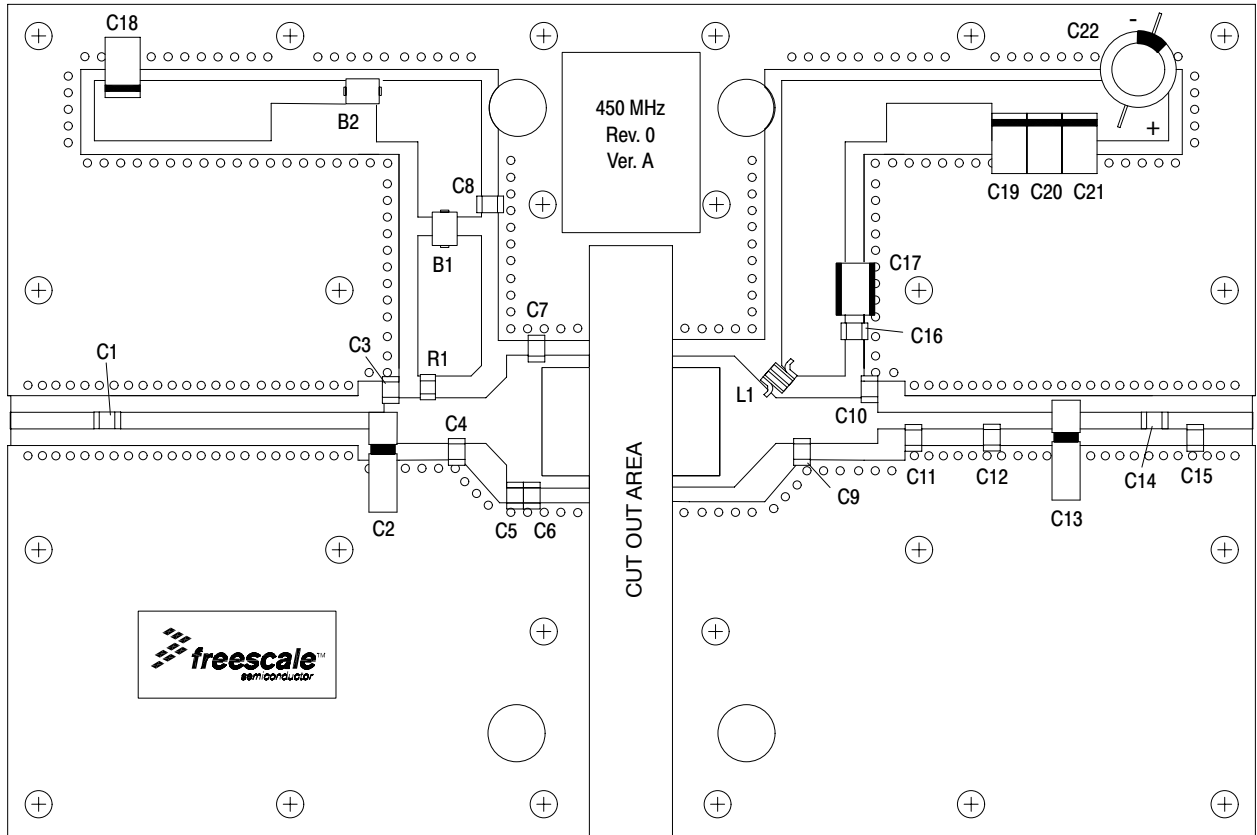 C18
C22
-
+
B2
450 MHz
Rev. 0
Ver. A
C8
C19 C20 C21
B1
C17
C7
C16
C1
C3
R1
L1
C10
C4
C2
C5 C6
C9
C11
C12
C13
C14
C15
CUT OUT AREA
freescale™
semiconductor